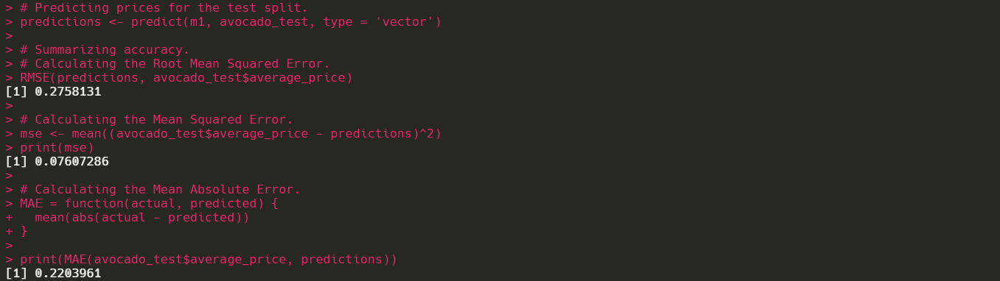 > # Predicting prices for the test split.
> predictions <- predict(m1, avocado_test, type = 'vector')
>
> # Summarizing accuracy.
> # Calculating the Root Mean Squared Error.
> RMSE(predictions, avocado_test$average_price)
[1] 0.2758131
>
> # Calculating the Mean Squared Error.
> mse <- mean((avocado_test$average_price - predictions)^2)
> print(mse)
[1] 0.07607286
>
> # Calculating the Mean Absolute Error.
> MAE = function(actual, predicted) {
+   mean(abs(actual - predicted))
+ }
>
> print(MAE(avocado_test$average_price, predictions))
[1] 0.2203961